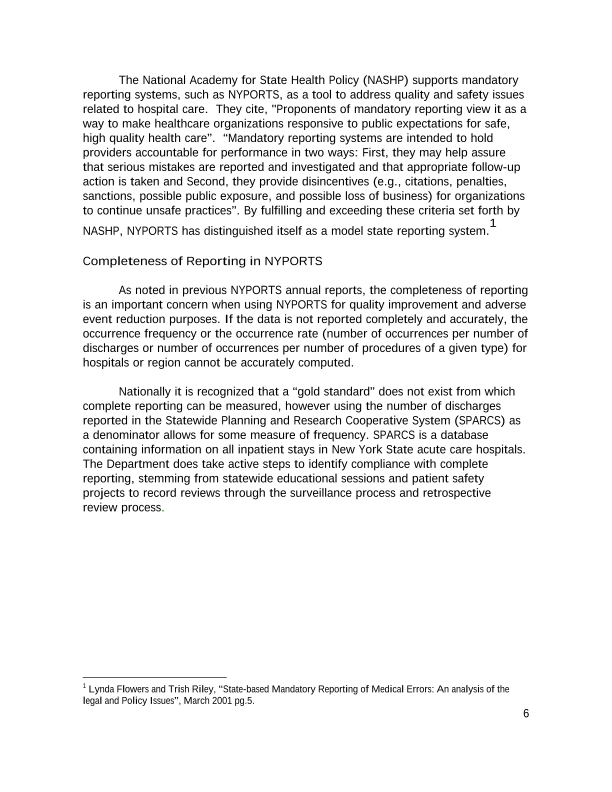 The National Academy for State Health Policy (NASHP) supports mandatory
reporting systems, such as NYPORTS, as a tool to address quality and safety issues
related to hospital care.  They cite, "Proponents of mandatory reporting view it as a
way to make healthcare organizations responsive to public expectations for safe,
high quality health care".  "Mandatory reporting systems are intended to hold
providers accountable for performance in two ways: First, they may help assure
that serious mistakes are reported and investigated and that appropriate follow-up
action is taken and Second, they provide disincentives (e.g., citations, penalties,
sanctions, possible public exposure, and possible loss of business) for organizations
to continue unsafe practices". By fulfilling and exceeding these criteria set forth by
NASHP, NYPORTS has distinguished itself as a model state reporting system.1
Completeness of Reporting in NYPORTS
As noted in previous NYPORTS annual reports, the completeness of reporting
is an important concern when using NYPORTS for quality improvement and adverse
event reduction purposes. If the data is not reported completely and accurately, the
occurrence frequency or the occurrence rate (number of occurrences per number of
discharges or number of occurrences per number of procedures of a given type) for
hospitals or region cannot be accurately computed.
Nationally it is recognized that a "gold standard" does not exist from which
complete reporting can be measured, however using the number of discharges
reported in the Statewide Planning and Research Cooperative System (SPARCS) as
a denominator allows for some measure of frequency. SPARCS is a database
containing information on all inpatient stays in New York State acute care hospitals.
The Department does take active steps to identify compliance with complete
reporting, stemming from statewide educational sessions and patient safety
projects to record reviews through the surveillance process and retrospective
review process.
1 Lynda Flowers and Trish Riley, "State-based Mandatory Reporting of Medical Errors: An analysis of the
legal and Policy Issues", March 2001 pg.5.
6